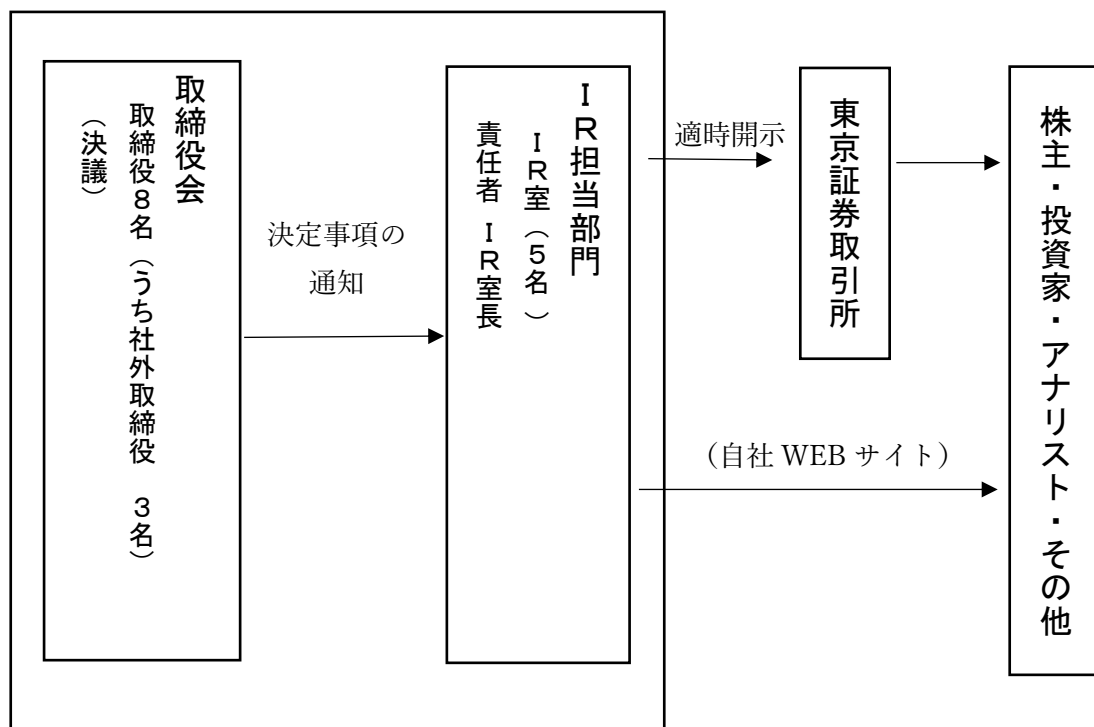 取締役会
取締役８名（うち社外取締役　３名）
（決議）
決定事項の
通知
ＩＲ担当部門
ＩＲ室（５名）
責任者 ＩＲ室長
適時開示
（自社 WEB サイト）
東京証券取引所
株主・投資家・アナリスト・その他